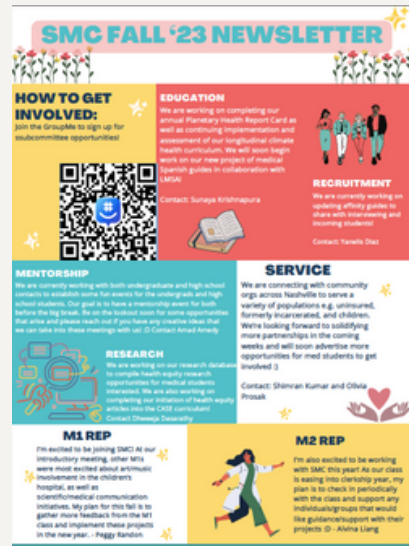 SMC FALL ‘23 NEWSLETTER
HOW TO GET
INVOLVED:
Join the GroupMe to sign up for
ssubcommittee opportunities!
EDUCATION
We are working on completing our
annual Planetary Health Report Card as
well as continuing implementation and
assessment of our longitudinal climate
health curriculum. We will soon begin
work on our new project of medical
Spanish guides in collaboration with
LMSA!
Contact: Sunaya Krishnapura
RECRUITMENT
We are currently working on
updating affinity guides to
share with interviewing and
incoming students!
Contact: Yanelis Diaz
MENTORSHIP
We are currently working with both undergraduate and high school
contacts to establish some fun events for the undergrads and high
school students. Our goal is to have a mentorship event for both
before the big break. Be on the lookout soon for some opportunities
that arise and please reach out if you have any creative ideas that
we can take into these meetings with us! :D Contact Amad Amedy
SERVICE
We are connecting with community
orgs across Nashville to serve a
variety of populations e.g. uninsured,
formerly incarcerated, and children.
We're looking forward to solidifying
more partnerships in the coming
weeks and will soon advertise more
opportunities for med students to get
involved :)
Contact: Shimran Kumar and Olivia
Prosak
RESEARCH
We are working on our research database
to compile health equity research
opportunities for medical students
interested. We are also working on
completing our initiation of health equity
articles into the CASE curriculum!
Contact Dheeraja Dasarathy
M1 REP
I'm excited to be joining SMC! At our
introductory meeting, other M1s
were most excited about art/music
involvement in the children's
hospital, as well as
scientific/medical communication
initiatives. My plan for this fall is to
gather more feedback from the M1
class and implement these projects
in the new year. - Peggy Randon
M2 REP
I'm also excited to be working
with SMC this year! As our class
is easing into clerkship year, my
plan is to check in periodically
with the class and support any
individuals/groups that would
like guidance/support with their
projects :D - Alvina Liang